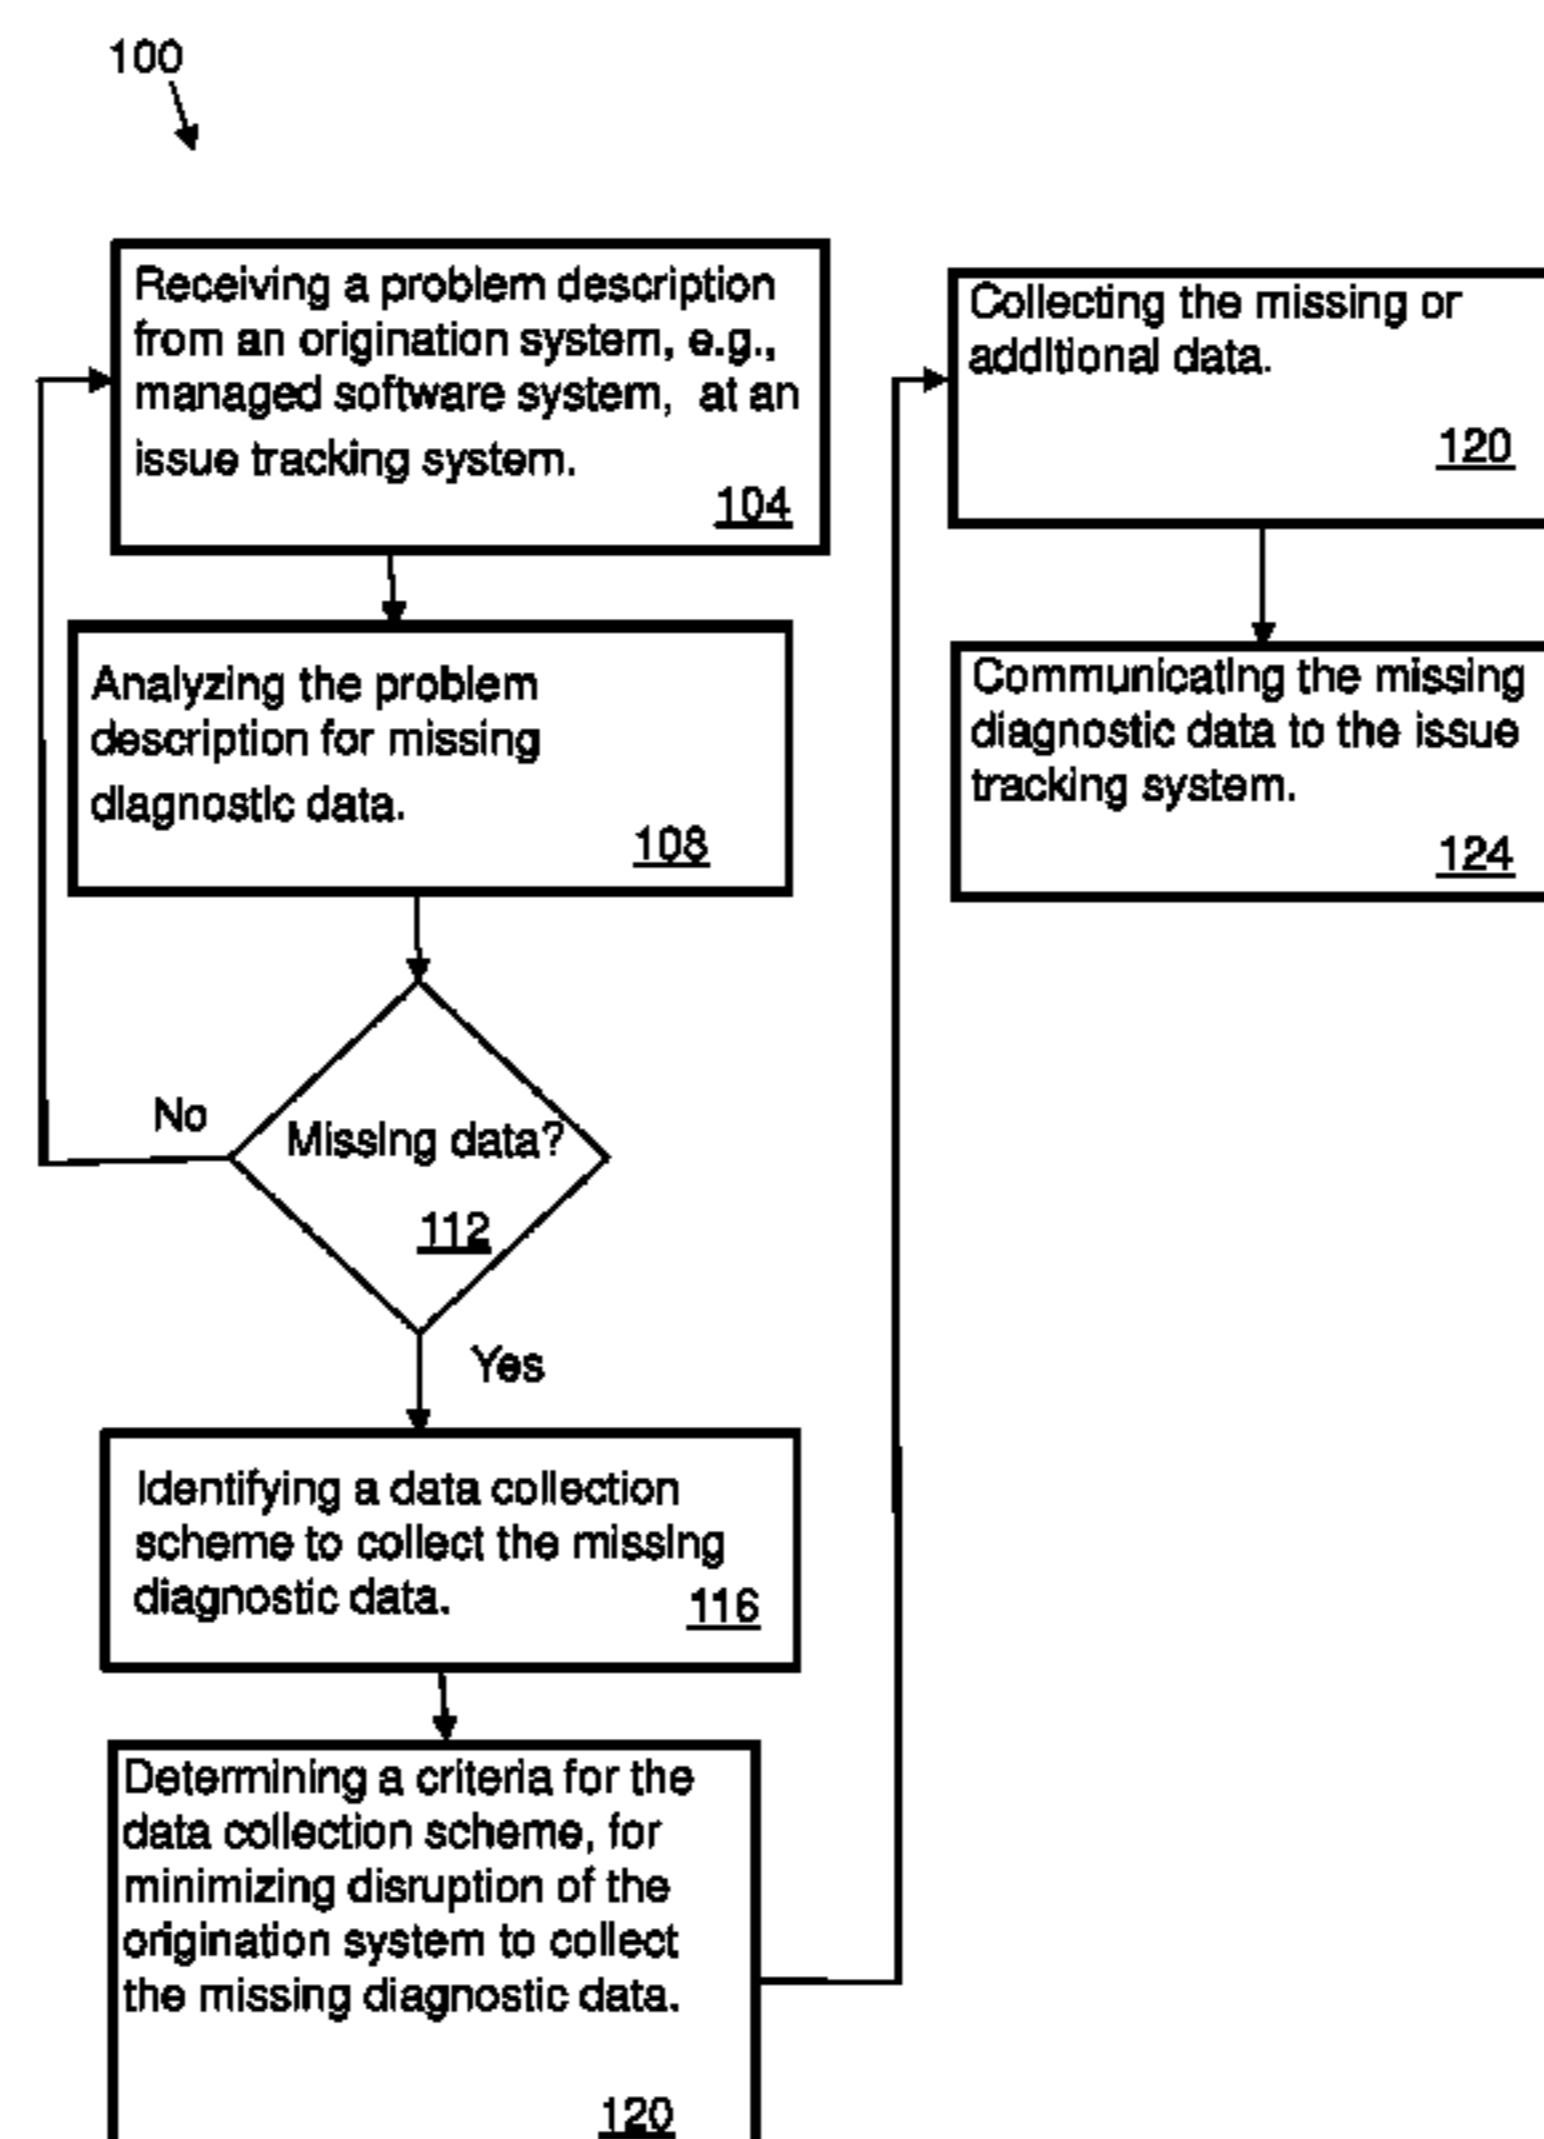 100
Receiving a problem description
from an origination system, e.g.,
managed software system, at an
issue tracking system.
104
Analyzing the problem
description for missing
diagnostic data.
108
Missing data?
112
No
Yes
Identifying a data collection
scheme to collect the missing
diagnostic data.
116
Determining a criteria for the
data collection scheme, for
minimizing disruption of the
origination system to collect
the missing diagnostic data.
120
Collecting the missing or
additional data.
120
Communicating the missing
diagnostic data to the issue
tracking system.
124